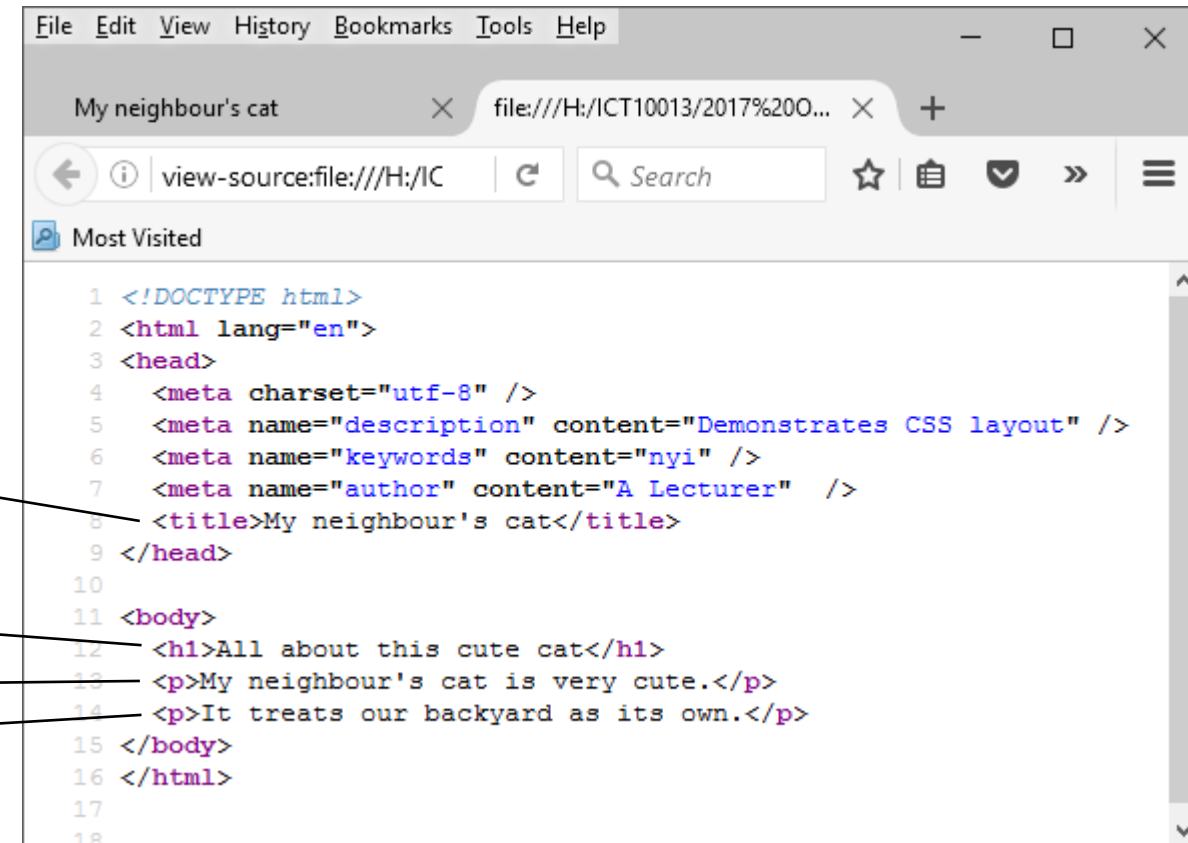 File Edit View History Bookmarks Tools Help
My neighbour's cat file:///H:/ICT10013/2017%20O...
view-source:file:///H:/IC Search
Most Visited
1 <!DOCTYPE html>
2 <html lang="en">
3 <head>
4 <meta charset="utf-8" />
5 <meta name="description" content="Demonstrates CSS layout" />
6 <meta name="keywords" content="nyi" />
7 <meta name="author" content="A Lecturer" />
8 <title>My neighbour's cat</title>
9 </head>
10
11 <body>
12 <h1>All about this cute cat</h1>
13 <p>My neighbour's cat is very cute.</p>
14 <p>It treats our backyard as its own.</p>
15 </body>
16 </html>
17
18